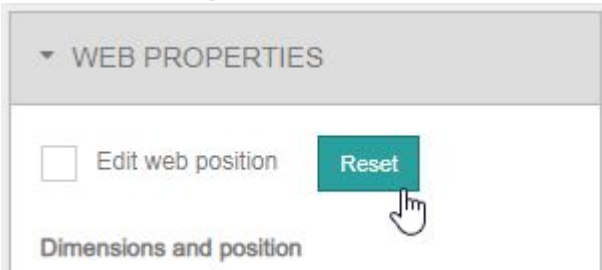 WEB PROPERTIES
Edit web position Reset
Dimensions and position